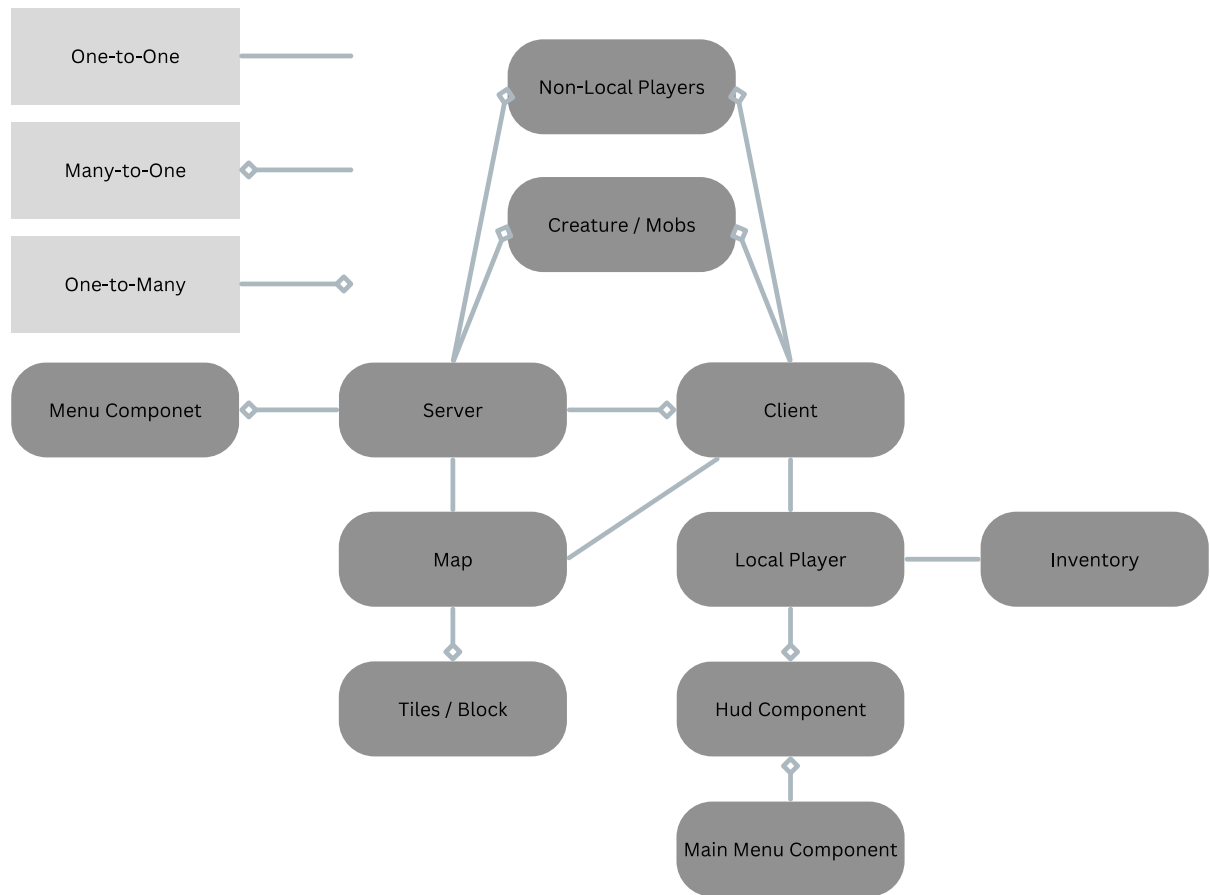 One-to-One
Many-to-One
One-to-Many
Non-Local Players
Creature / Mobs
Menu Componet
Server
Client
Map
Local Player
Inventory
Tiles / Block
Hud Component
Main Menu Component